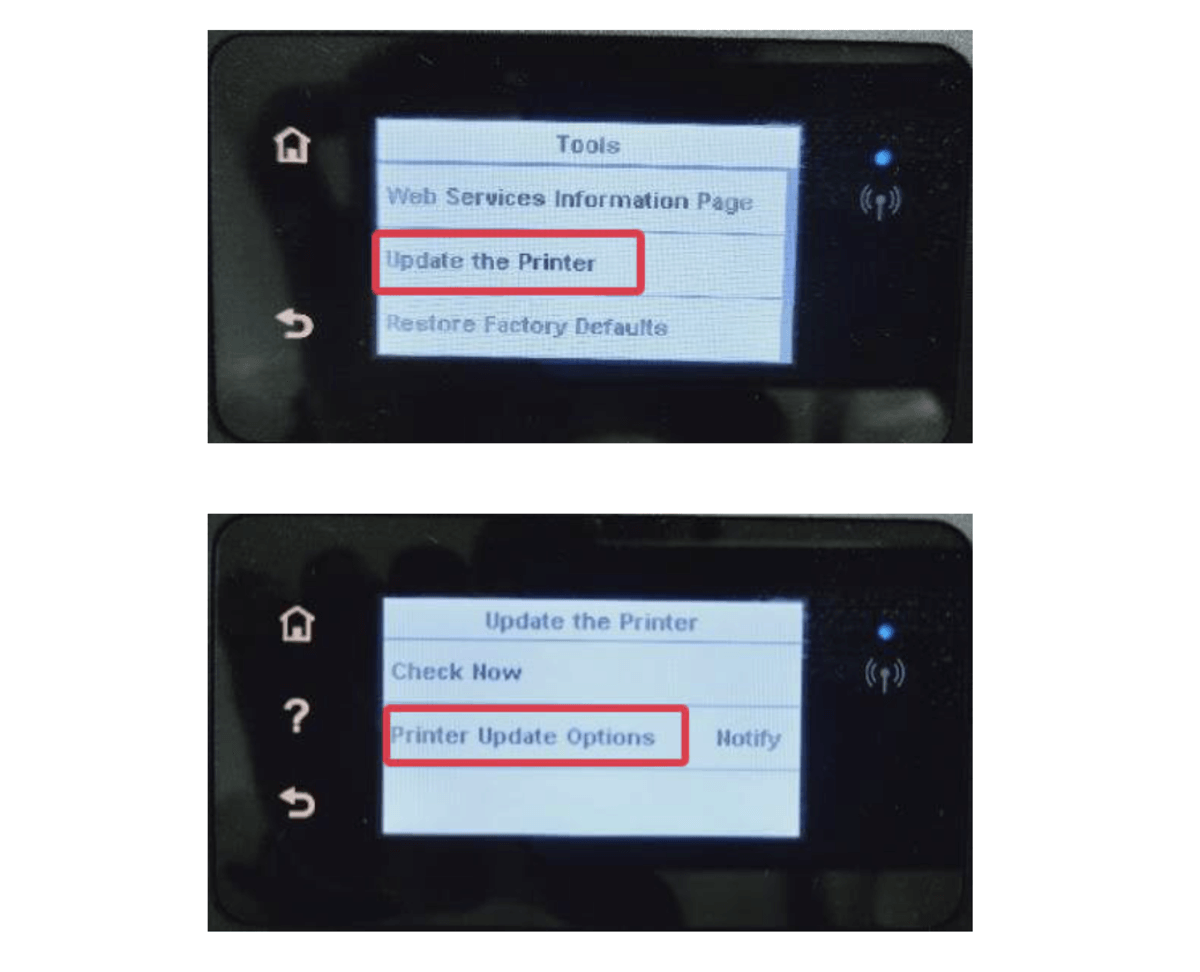 Tools
Web Services Information Page
Update the Printer
Restore Factory Defaults
Update the Printer
Check Now
Printer Update Options Notify